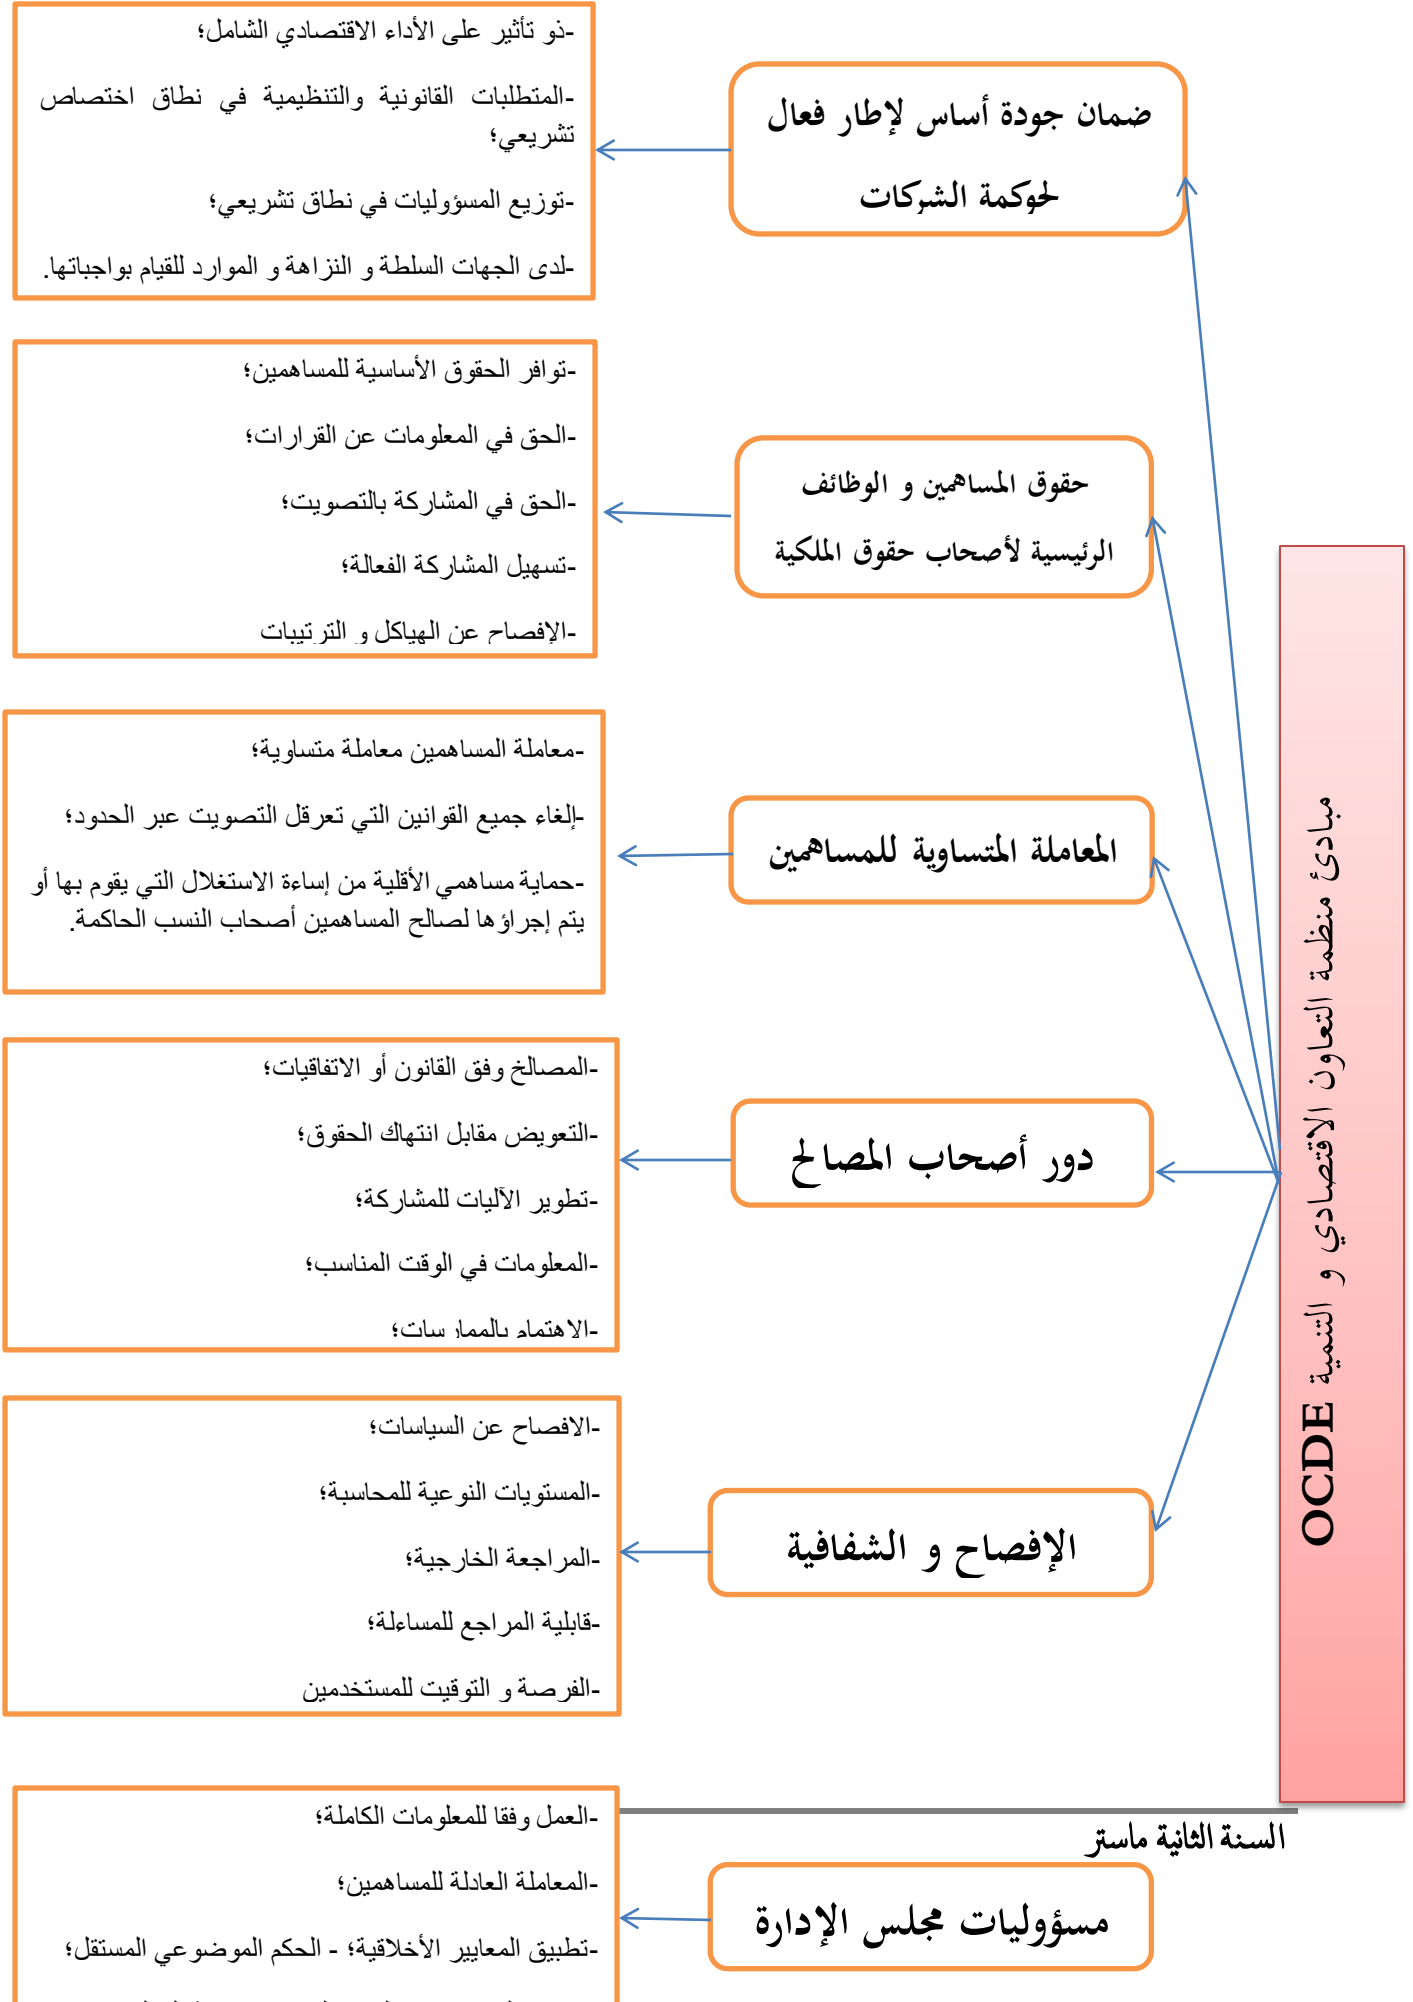 مبادئ منظمة التعاون الاقتصادي و التنمية OCDE
ضمان جودة أساس لإطار فعال
لحوكمة الشركات
-ذو تأثير على الأداء الاقتصادي الشامل؛
-المتطلبات القانونية والتنظيمية في نطاق اختصاص
تشريعي؛
-توزيع المسؤوليات في نطاق تشريعي؛
-لدى الجهات السلطة و النزاهة و الموارد للقيام بواجباتها.
حقوق المساهمين و الوظائف
الرئيسية لأصحاب حقوق الملكية
-توافر الحقوق الأساسية للمساهمين؛
-الحق في المعلومات عن القرارات؛
-الحق في المشاركة بالتصويت؛
-تسهيل المشاركة الفعالة؛
-الإفصاح عن الهياكل و الترتيبات
المعاملة المتساوية للمساهمين
-معاملة المساهمين معاملة متساوية؛
-إلغاء جميع القوانين التي تعرقل التصويت عبر الحدود؛
-حماية مساهمي الأقلية من إساءة الاستغلال التي يقوم بها أو
يتم إجراؤها لصالح المساهمين أصحاب النسب الحاكمة.
دور أصحاب المصالح
-المصالخ وفق القانون أو الاتفاقيات؛
-التعويض مقابل انتهاك الحقوق؛
-تطوير الآليات للمشاركة؛
-المعلومات في الوقت المناسب؛
-الاهتمام بالممارسات؛
الإفصاح و الشفافية
-الافصاح عن السياسات؛
-المستويات النوعية للمحاسبة؛
-المراجعة الخارجية؛
-قابلية المراجع للمساءلة؛
-الفرصة و التوقيت للمستخدمين
السنة الثانية ماستر
مسؤوليات مجلس الإدارة
-العمل وفقا للمعلومات الكاملة؛
-المعاملة العادلة للمساهمين؛
-تطبيق المعايير الأخلاقية؛ - الحكم الموضوعي المستقل؛